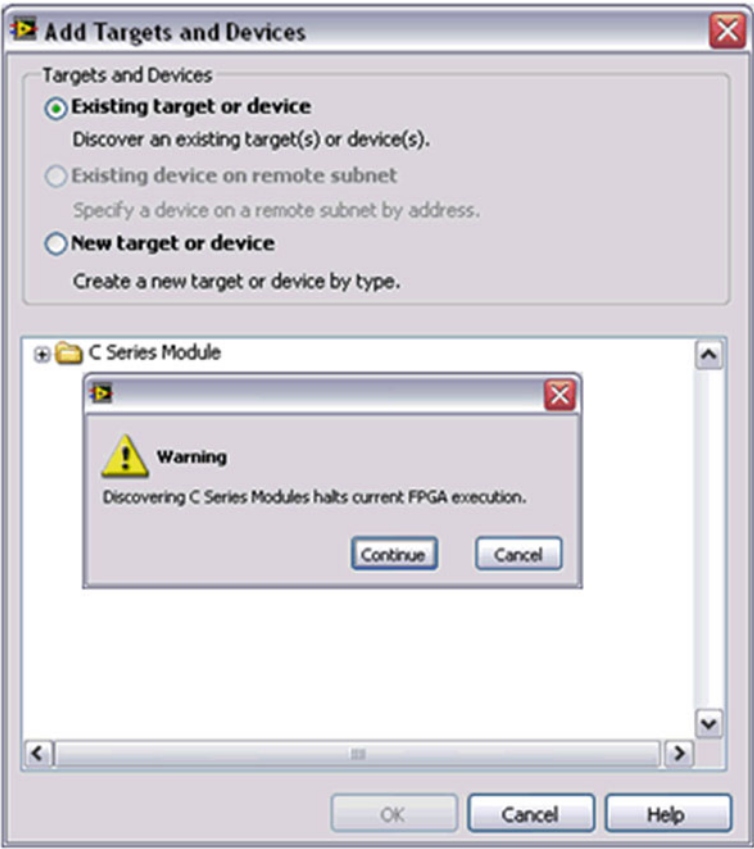 Add Targets and Devices
Targets and Devices
Existing target or device
Discover an existing target(s) or device(s).
Existing device on remote subnet
Specify a device on a remote subnet by address.
New target or device
Create a new target or device by type.
C Series Module
Warning
Discovering C Series Modules halts current FPGA execution.
Continue Cancel
OK Cancel Help